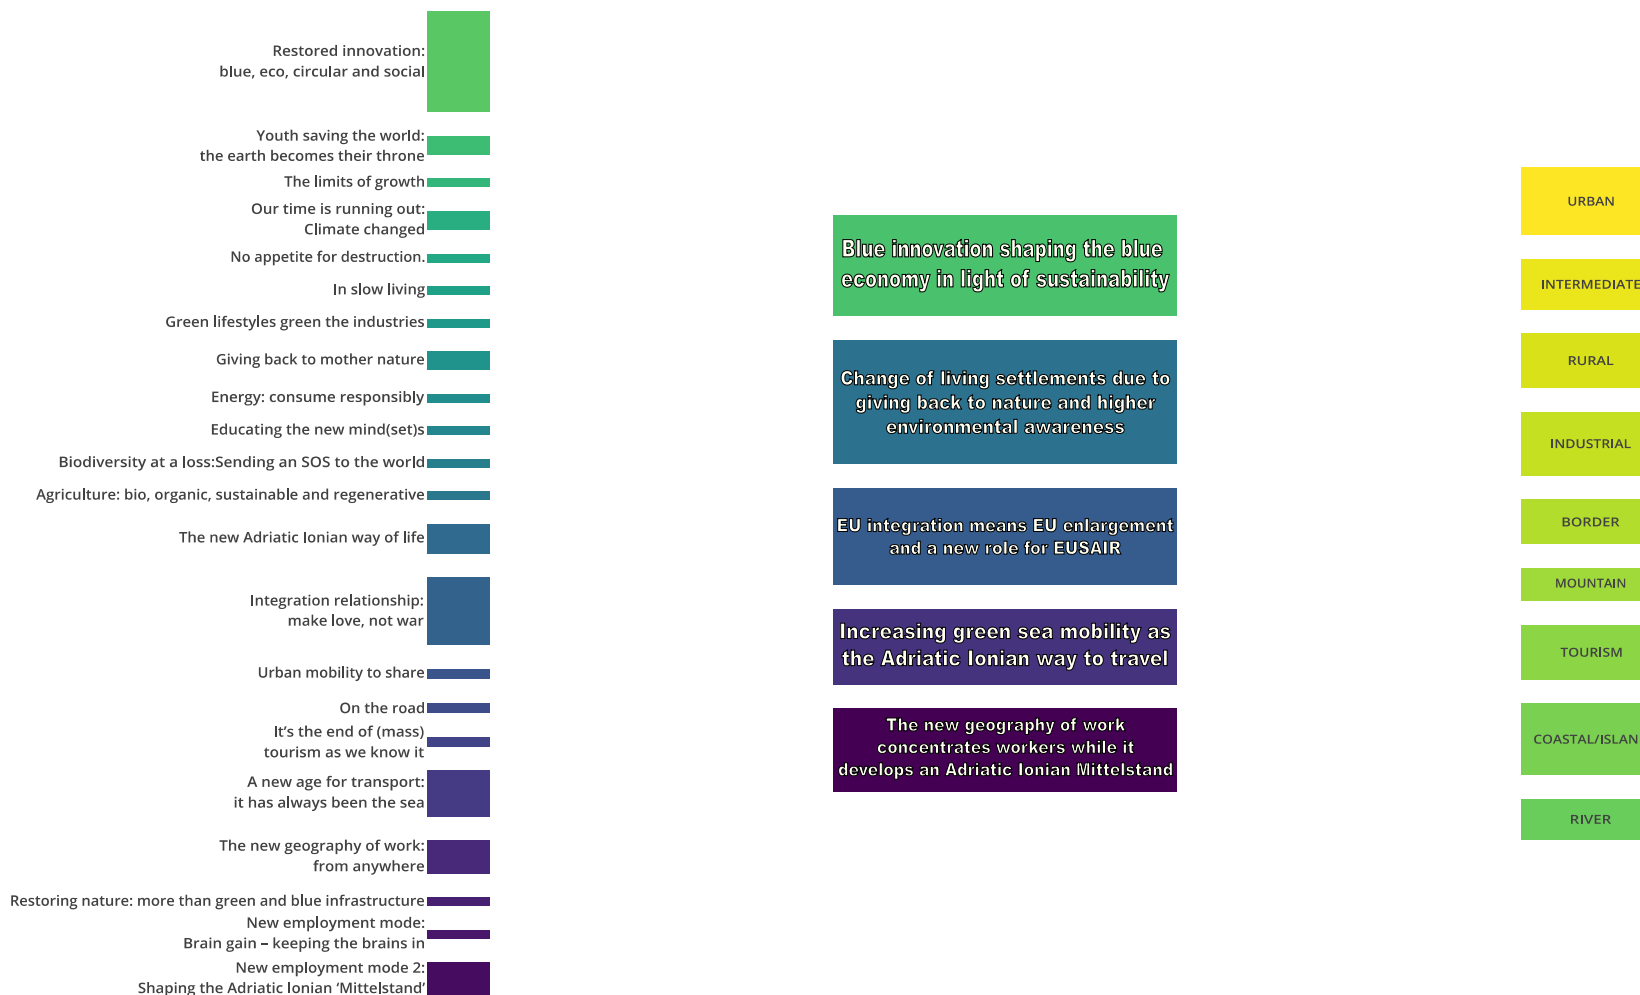 Restored innovation:
blue, eco, circular and social
Youth saving the world:
the earth becomes their throne
The limits of growth
Our time is running out:
Climate changed
No appetite for destruction.
In slow living
Green lifestyles green the industries
Giving back to mother nature
Energy: consume responsibly
Educating the new mind(set)s
Biodiversity at a loss:Sending an SOS to the world
Agriculture: bio, organic, sustainable and regenerative
The new Adriatic Ionian way of life
Integration relationship:
make love, not war
Urban mobility to share
On the road
It's the end of (mass)
tourism as we know it
A new age for transport:
it has always been the sea
The new geography of work:
from anywhere
Restoring nature: more than green and blue infrastructure
New employment mode:
Brain gain – keeping the brains in
New employment mode 2:
Shaping the Adriatic Ionian ‘Mittelstand’
Blue innovation shaping the blue
economy in light of sustainability
Change of living settlements due to
giving back to nature and higher
environmental awareness
EU integration means EU enlargement
and a new role for EUSAIR
Increasing green sea mobility as
the Adriatic Ionian way to travel
The new geography of work
concentrates workers while it
develops an Adriatic Ionian Mittelstand
URBAN
INTERMEDIATE
RURAL
INDUSTRIAL
BORDER
MOUNTAIN
TOURISM
COASTAL/ISLAN
RIVER